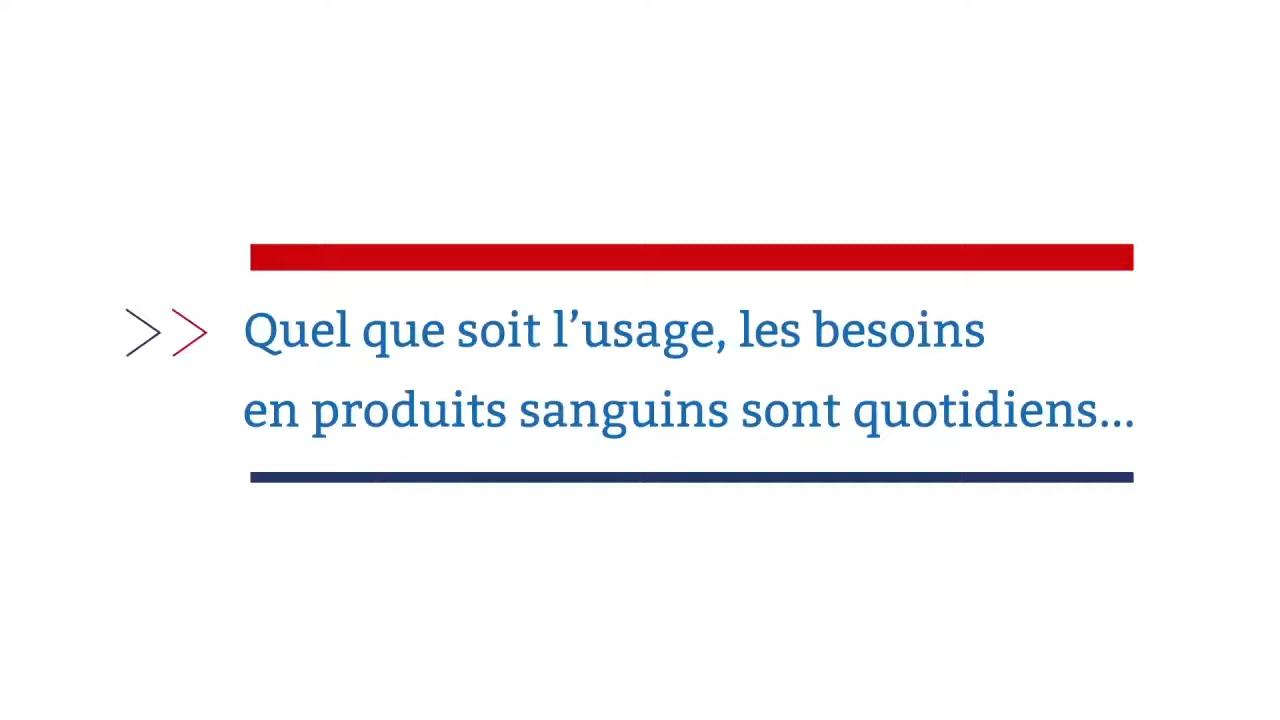 Quel que soit l’usage, les besoins
en produits sanguins sont quotidiens...